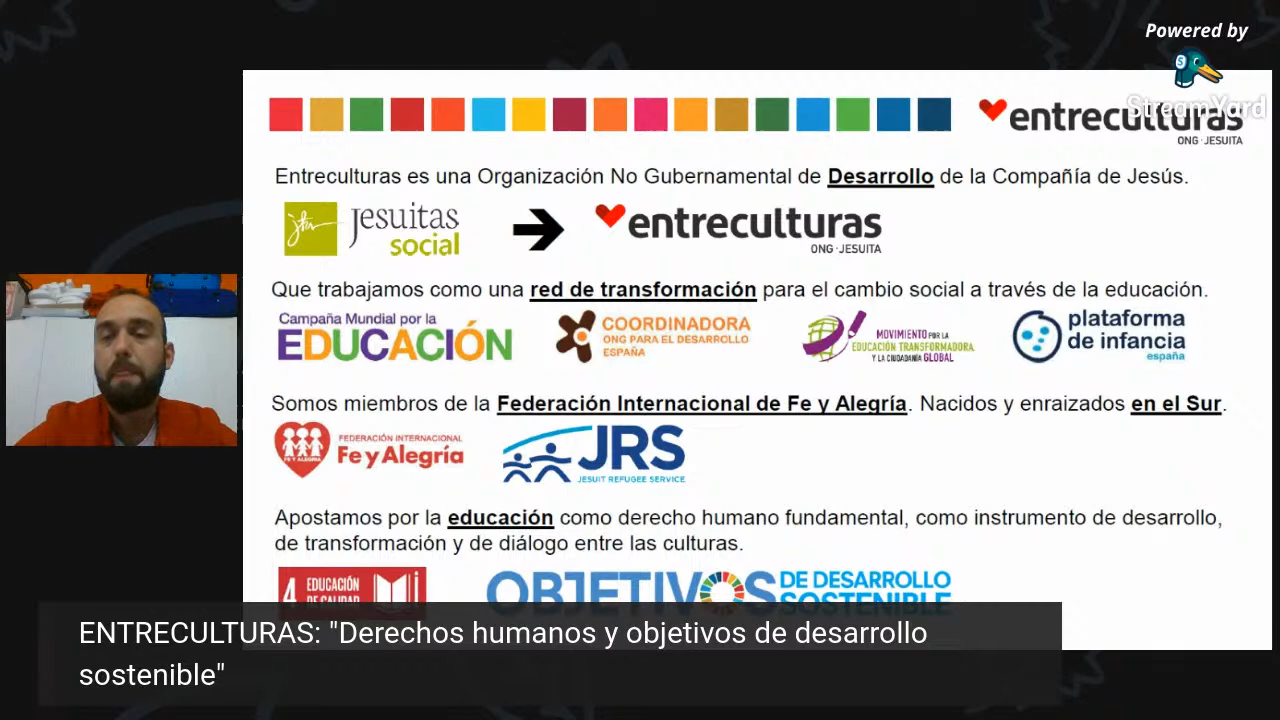 Powered by
StreamYard
entreculturas
ONG · JESUITA
Entreculturas es una Organización No Gubernamental de Desarrollo de la Compañía de Jesús.
Jesuitas
social
entreculturas
ONG · JESUITA
Que trabajamos como una red de transformación para el cambio social a través de la educación.
Campaña Mundial por la
EDUCACIÓN
COORDINADORA
ONG PARA EL DESARROLLO
ESPAÑA
MOVIMIENTO POR LA
EDUCACIÓN TRANSFORMADORA
Y LA CIUDADANÍA GLOBAL
plataforma
de infancia
españa
Somos miembros de la Federación Internacional de Fe y Alegría. Nacidos y enraizados en el Sur.
FE Y ALEGRIA
FEDERACIÓN INTERNACIONAL
Fe y Alegría
JRS
JESUIT REFUGEE SERVICE
Apostamos por la educación como derecho humano fundamental, como instrumento de desarrollo,
de transformación y de diálogo entre las culturas.
4 EDUCACIÓN
DE CALIDAD
OBJETIVOS DE DESARROLLO
SOSTENIBLE
ENTRECULTURAS: "Derechos humanos y objetivos de desarrollo
sostenible"